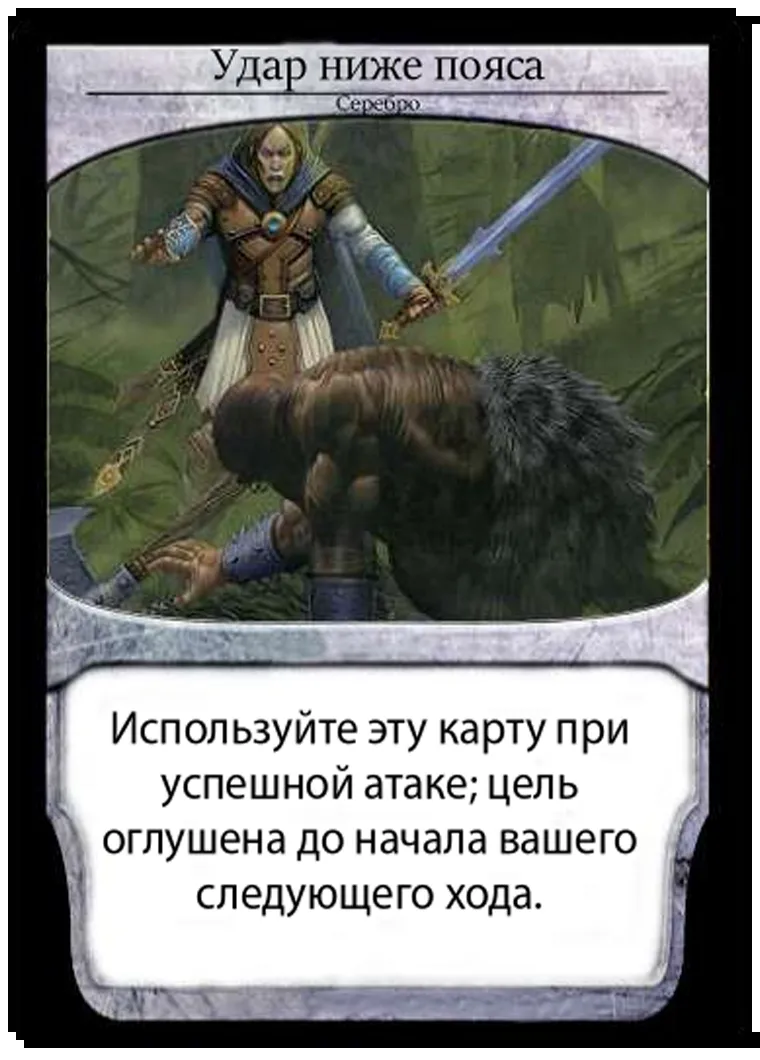 Удар ниже пояса
Серебро
Используйте эту карту при
успешной атаке; цель
оглушена до начала вашего
следующего хода.